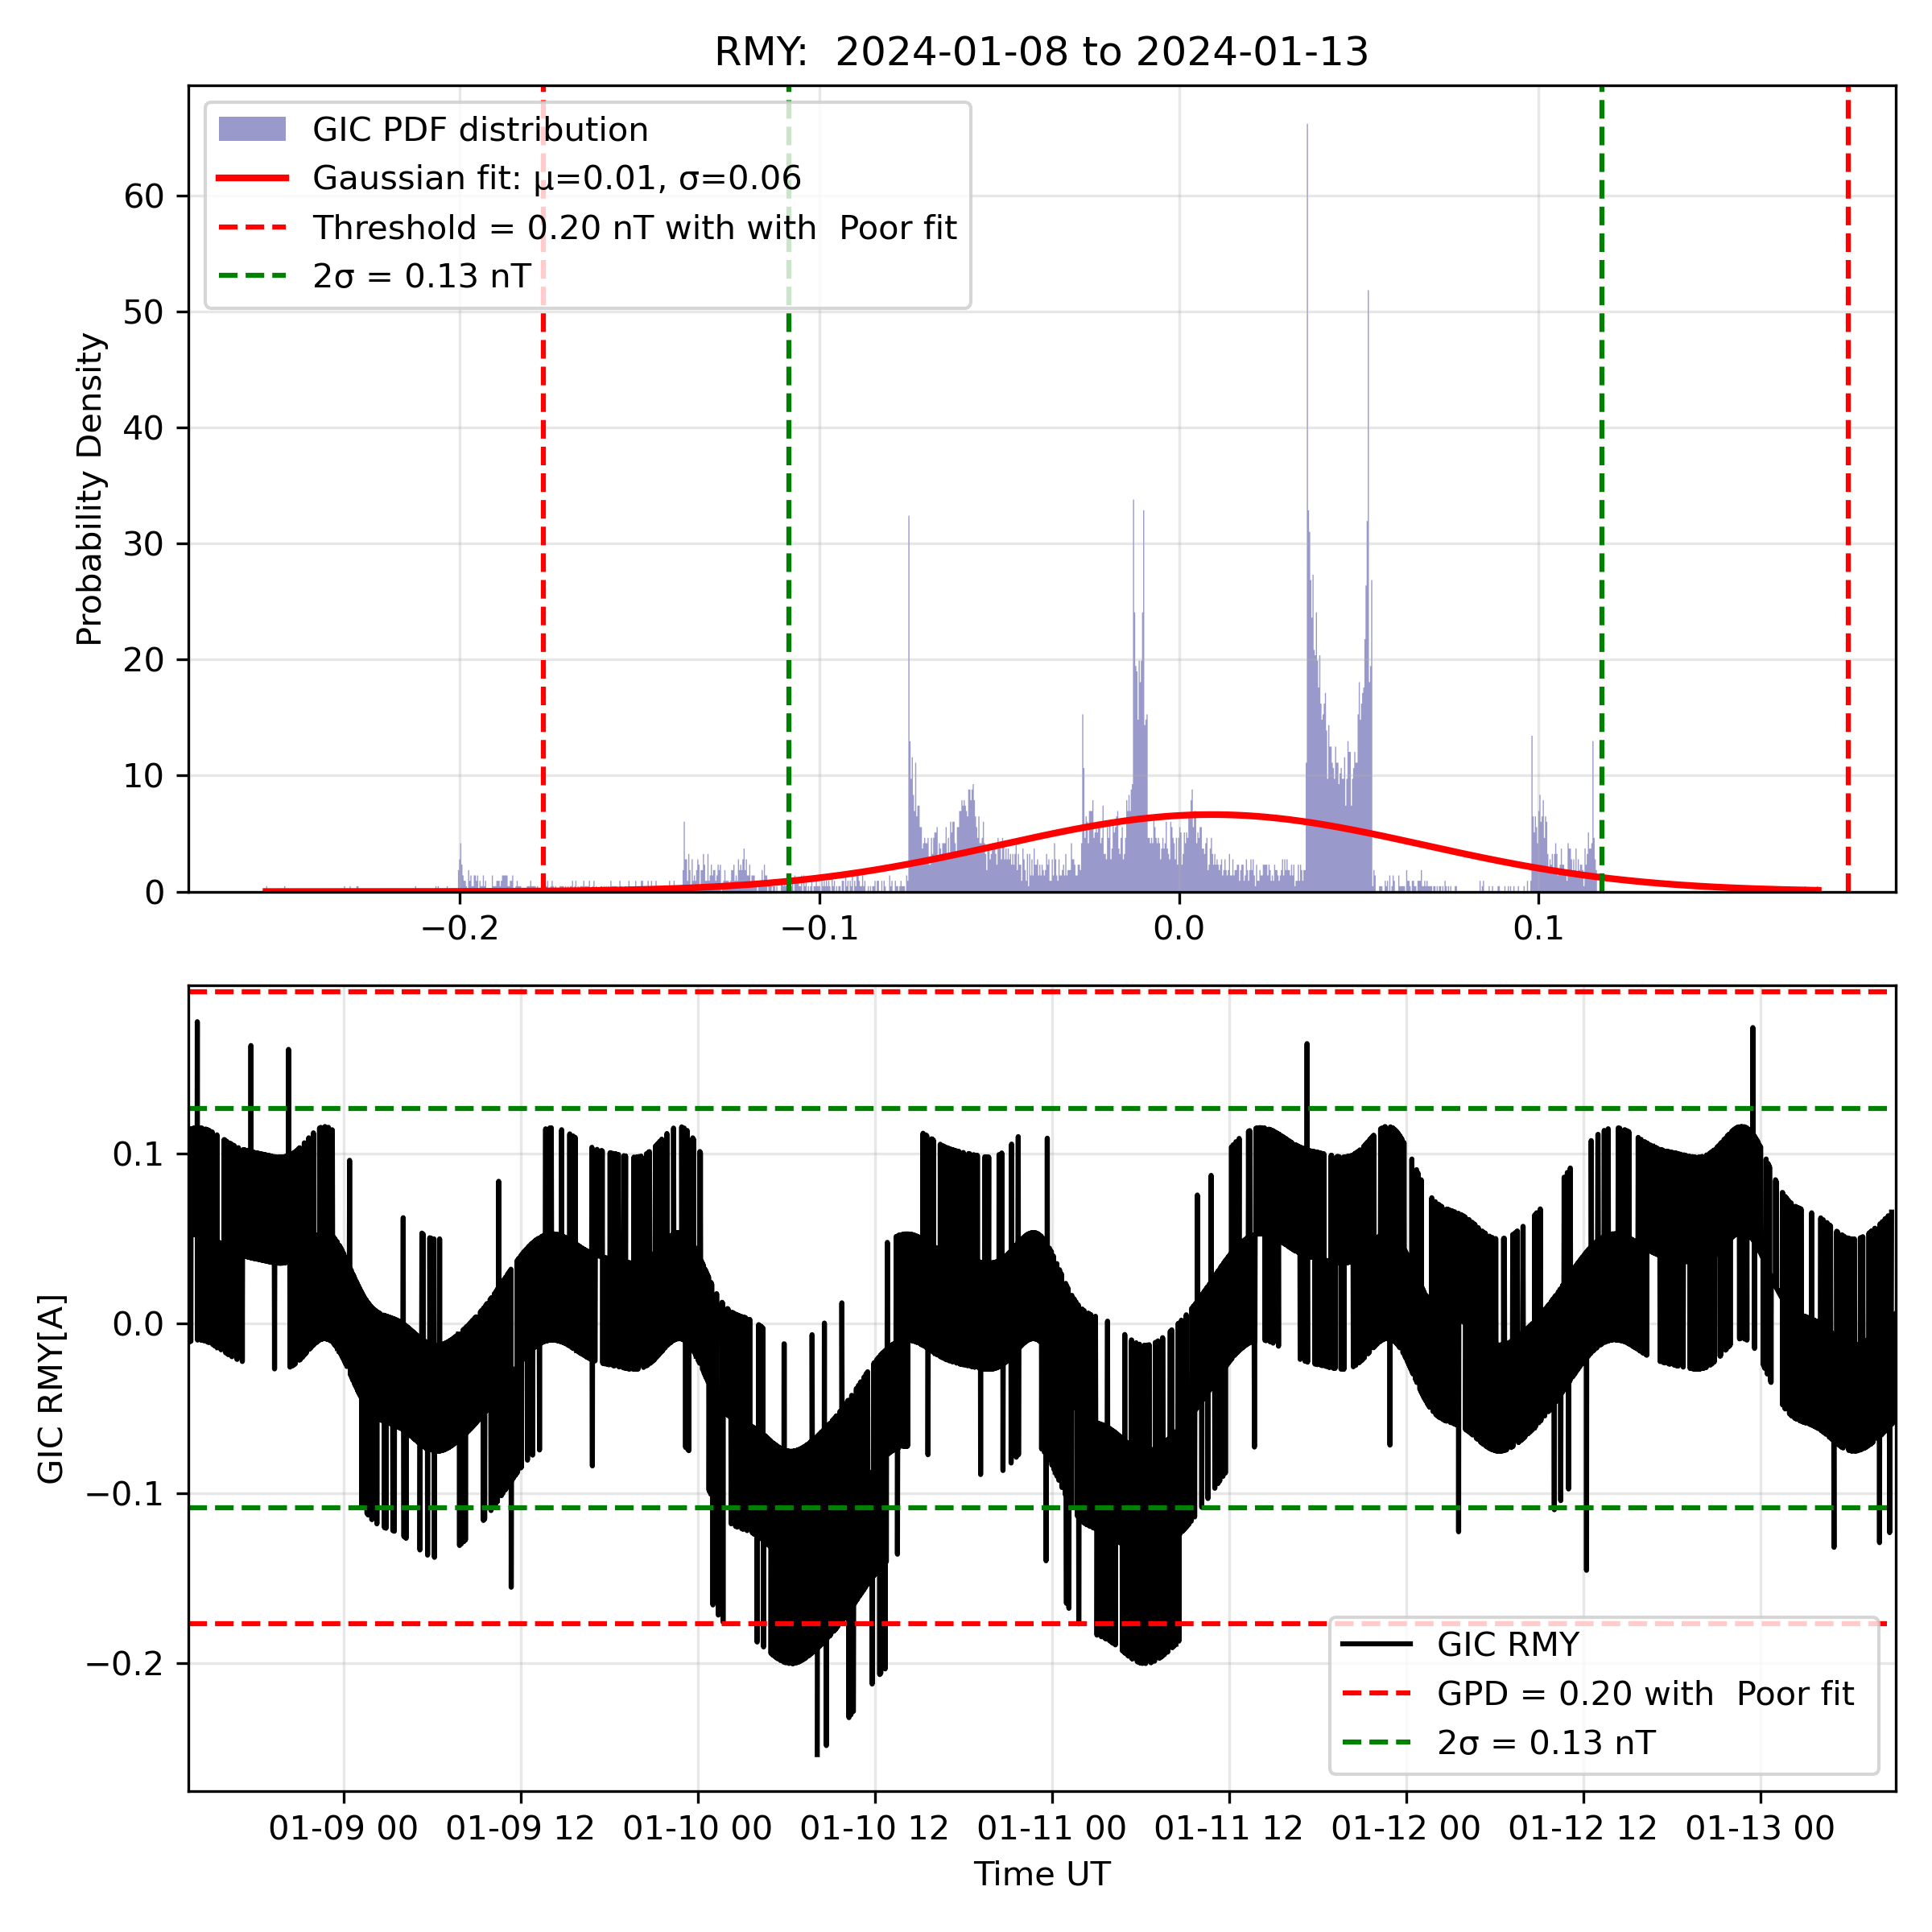 RMY:  2024-01-08 to 2024-01-13
GIC PDF distribution
Gaussian fit: μ=0.01, σ=0.06
Threshold = 0.20 nT with with  Poor fit
2σ = 0.13 nT
Probability Density
60
50
40
30
20
10
0
−0.2
−0.1
0.0
0.1
GIC RMY[A]
0.1
0.0
−0.1
−0.2
GIC RMY
GPD = 0.20 with  Poor fit
2σ = 0.13 nT
01-09 00
01-09 12
01-10 00
01-10 12
01-11 00
01-11 12
01-12 00
01-12 12
01-13 00
Time UT